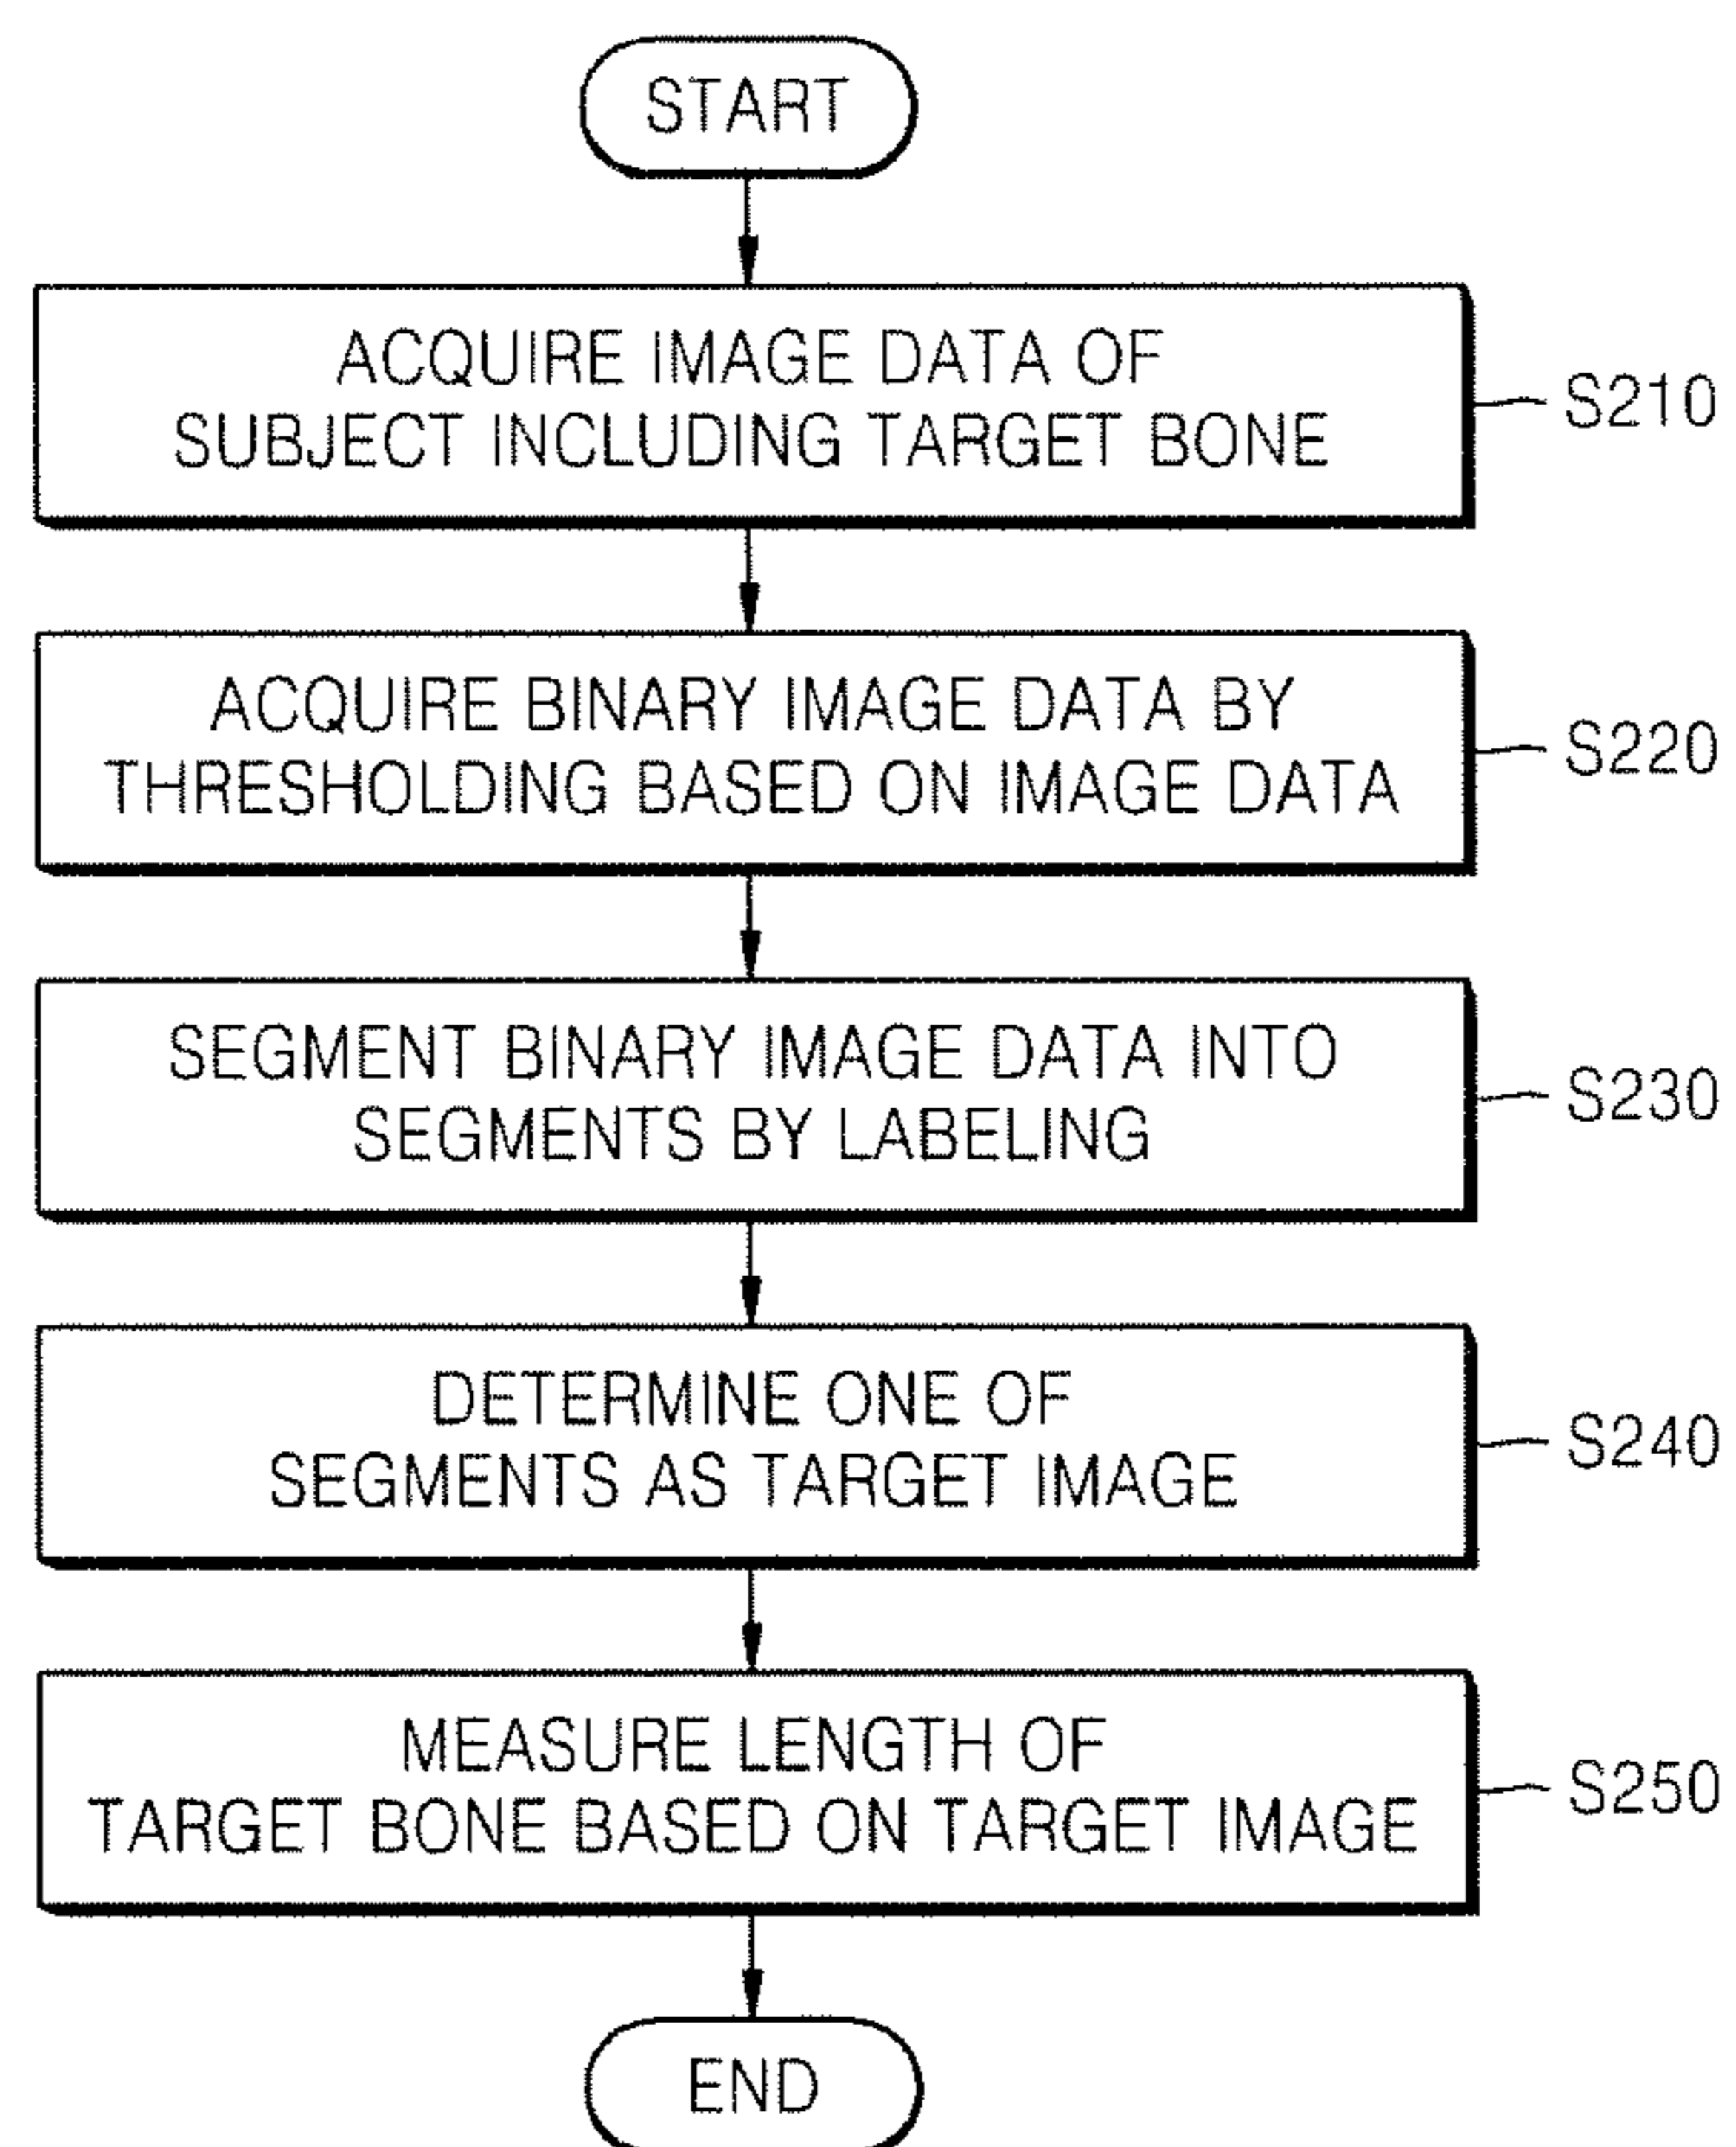 START
ACQUIRE IMAGE DATA OF
SUBJECT INCLUDING TARGET BONE
S210
ACQUIRE BINARY IMAGE DATA BY
THRESHOLDING BASED ON IMAGE DATA
S220
SEGMENT BINARY IMAGE DATA INTO
SEGMENTS BY LABELING
S230
DETERMINE ONE OF
SEGMENTS AS TARGET IMAGE
S240
MEASURE LENGTH OF
TARGET BONE BASED ON TARGET IMAGE
S250
END